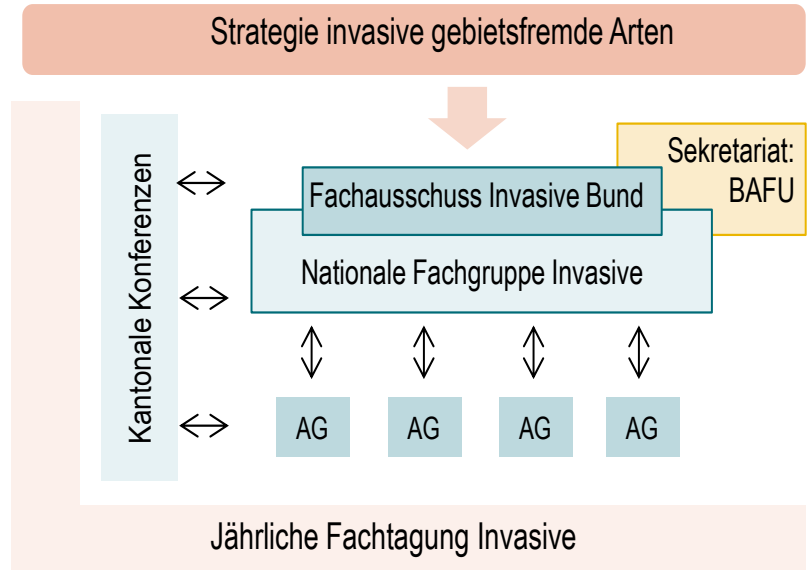 Strategie invasive gebietsfremde Arten
Sekretariat:
BAFU
Fachausschuss Invasive Bund
Nationale Fachgruppe Invasive
Kantonale Konferenzen
AG
AG
AG
AG
Jährliche Fachtagung Invasive